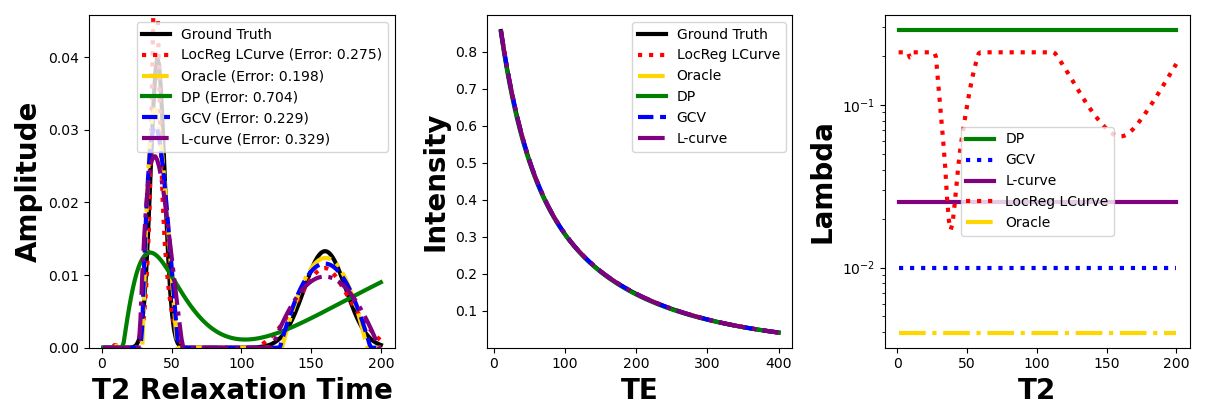 Amplitude
0.04
0.03
0.02
0.01
0.00
0
50
100
150
200
T2 Relaxation Time
Ground Truth
LocReg LCurve (Error: 0.275)
Oracle (Error: 0.198)
DP (Error: 0.704)
GCV (Error: 0.229)
L-curve (Error: 0.329)
Intensity
0.8
0.7
0.6
0.5
0.4
0.3
0.2
0.1
0
100
200
300
400
TE
Ground Truth
LocReg LCurve
Oracle
DP
GCV
L-curve
Lambda
10⁻¹
10⁻²
0
50
100
150
200
T2
DP
GCV
L-curve
LocReg LCurve
Oracle